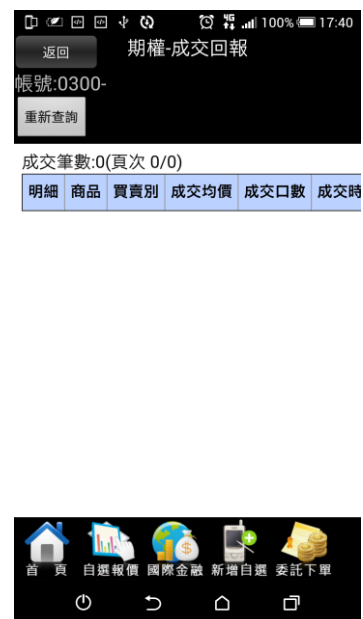 4G 100% 17:40
返回 期權-成交回報
帳號:0300-
重新查詢
成交筆數:0(頁次 0/0)
明細 商品 買賣別 成交均價 成交口數 成交時
首 頁 自選報價 國際金融 新增自選 委託下單